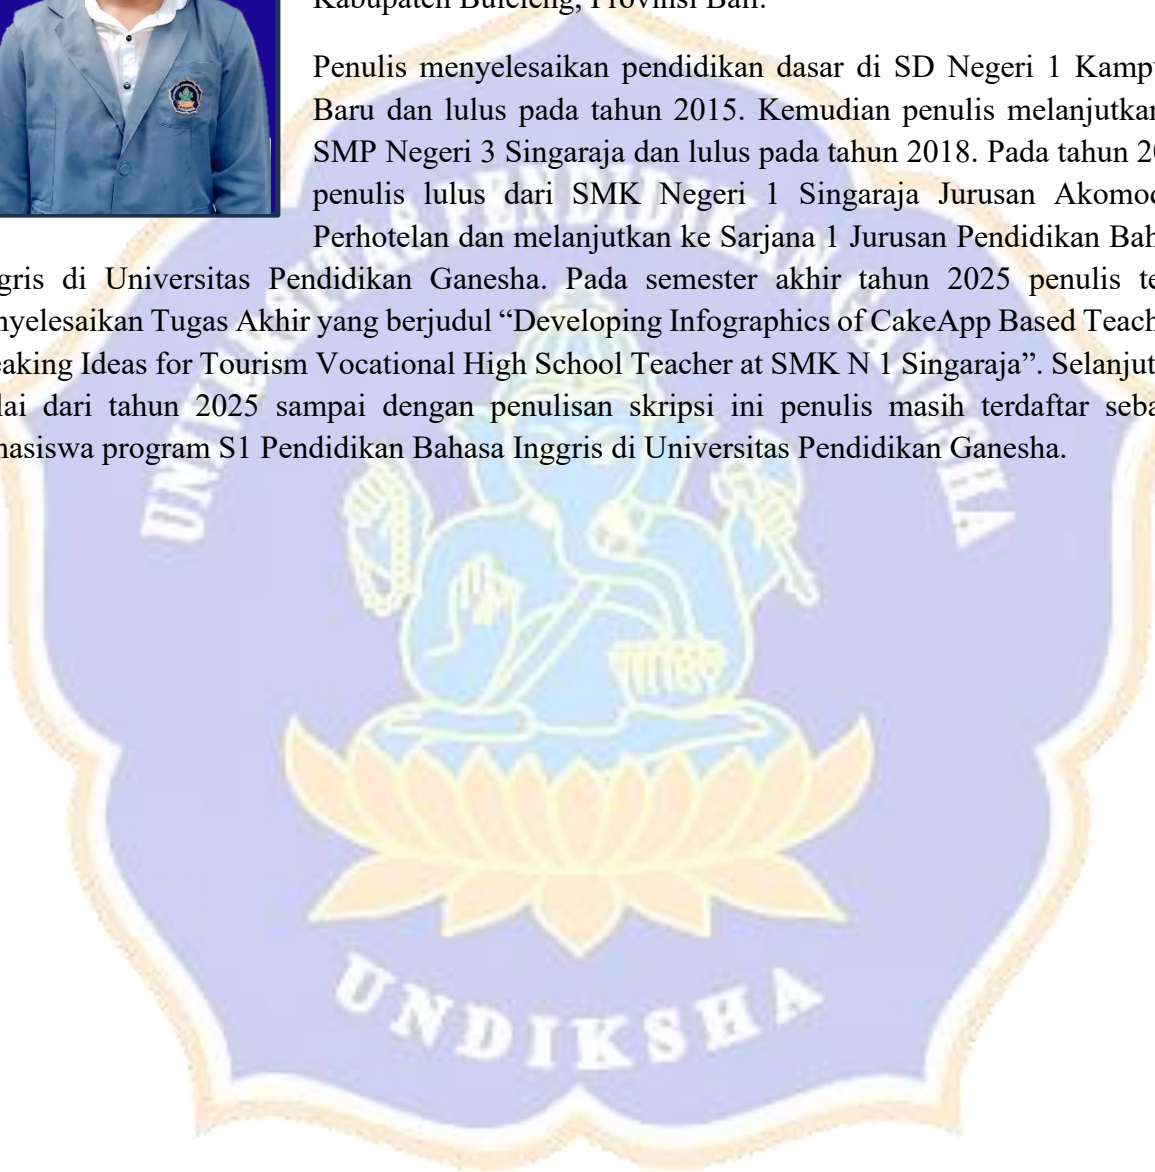 Kabupaten Buleleng, Provinsi Bali.
Penulis menyelesaikan pendidikan dasar di SD Negeri 1 Kamp
Baru dan lulus pada tahun 2015. Kemudian penulis melanjutkan
SMP Negeri 3 Singaraja dan lulus pada tahun 2018. Pada tahun 20
penulis lulus dari SMK Negeri 1 Singaraja Jurusan Akomod
Perhotelan dan melanjutkan ke Sarjana 1 Jurusan Pendidikan Bah
gris di Universitas Pendidikan Ganesha. Pada semester akhir tahun 2025 penulis te
nyelesaikan Tugas Akhir yang berjudul “Developing Infographics of CakeApp Based Teach
eaking Ideas for Tourism Vocational High School Teacher at SMK N 1 Singaraja”. Selanjut
lai dari tahun 2025 sampai dengan penulisan skripsi ini penulis masih terdaftar seba
hasiswa program S1 Pendidikan Bahasa Inggris di Universitas Pendidikan Ganesha.
UNIVERSITAS PENDIDIKAN GANESHA
UNDIKSHA